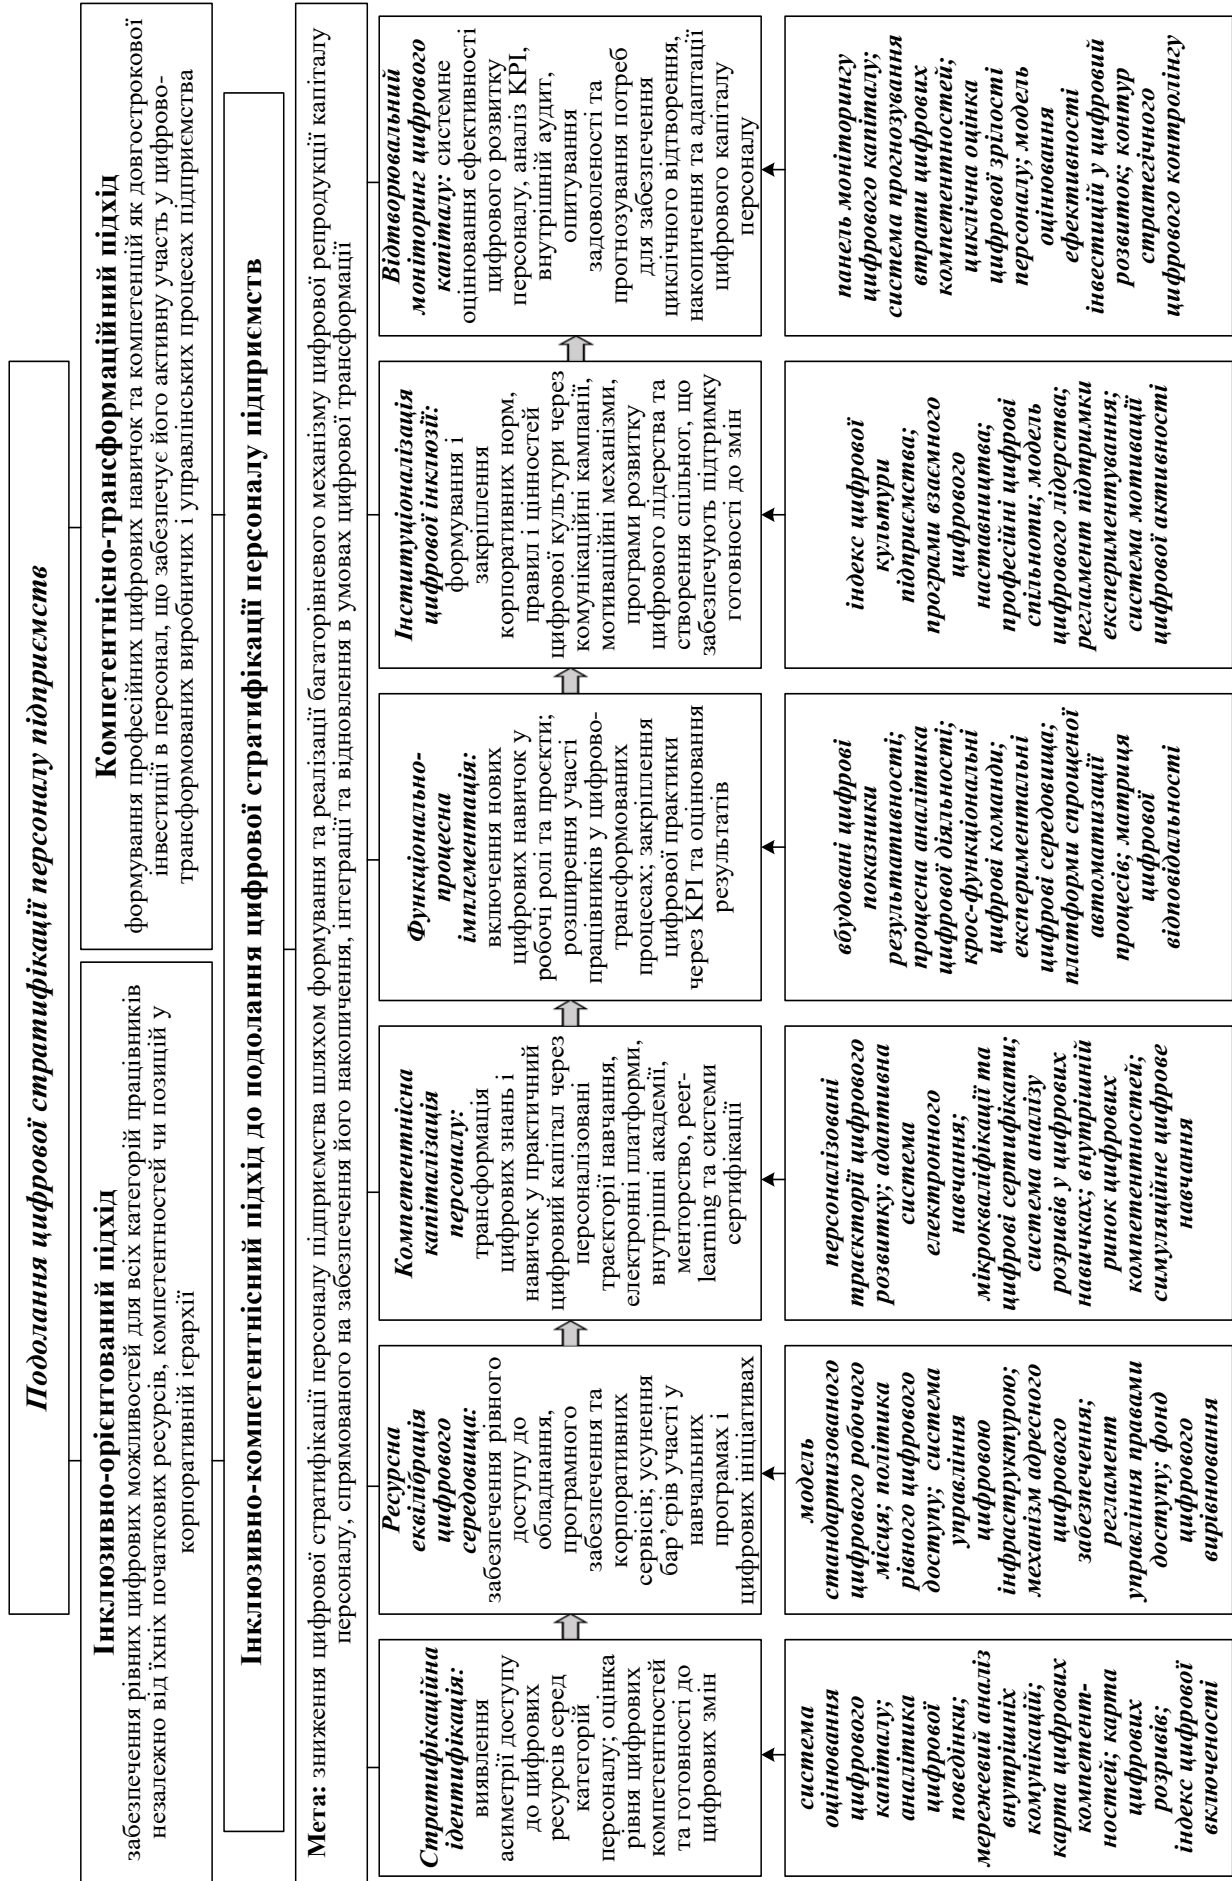 Подолання цифрової стратифікації персоналу підприємств
Інклюзивно-орієнтований підхід
забезпечення рівних цифрових можливостей для всіх категорій працівників
незалежно від їхніх початкових ресурсів, компетентностей чи позицій у
корпоративній ієрархії
Компетентнісно-трансформаційний підхід
формування професійних цифрових навичок та компетенцій як довгострокової
інвестиції в персонал, що забезпечує його активну участь у цифрово-
трансформованих виробничих і управлінських процесах підприємства
Інклюзивно-компетентнісний підхід до подолання цифрової стратифікації персоналу підприємств
Мета: зниження цифрової стратифікації персоналу підприємства шляхом формування та реалізації багаторівневого механізму цифрової репродукції капіталу
персоналу, спрямованого на забезпечення його накопичення, інтеграції та відновлення в умовах цифрової трансформації
Стратифікаційна
ідентифікація:
виявлення
асиметрії доступу
до цифрових
ресурсів серед
категорій
персоналу; оцінка
рівня цифрових
компетентностей
та готовності до
цифрових змін
Ресурсна
еквілібрація
цифрового
середовища:
забезпечення рівного
доступу до
обладнання,
програмного
забезпечення та
корпоративних
сервісів; усунення
бар’єрів участі у
навчальних
програмах і
цифрових ініціативах
Компетентнісна
капіталізація
персоналу:
трансформація
цифрових знань і
навичок у практичний
цифровий капітал через
персоналізовані
траєкторії навчання,
електронні платформи,
внутрішні академії,
менторство, peer-
learning та системи
сертифікації
Функціонально-
процесна
імплементація:
включення нових
цифрових навичок у
робочі ролі та проєкти;
розширення участі
працівників у цифрово-
трансформованих
процесах; закріплення
цифрової практики
через KPI та оцінювання
результатів
Інституціоналізація
цифрової інклюзії:
формування і
закріплення
корпоративних норм,
правил і цінностей
цифрової культури через
комунікаційні кампанії,
мотиваційні механізми,
програми розвитку
цифрового лідерства та
створення спільнот, що
забезпечують підтримку
готовності до змін
Відтворювальний
моніторинг цифрового
капіталу: системне
оцінювання ефективності
цифрового розвитку
персоналу, аналіз KPI,
внутрішній аудит,
опитування
задоволеності та
прогнозування потреб
для забезпечення
циклічного відтворення,
накопичення та адаптації
цифрового капіталу
персоналу
система
оцінювання
цифрового
капіталу;
аналітика
цифрової
поведінки;
мережевий аналіз
внутрішніх
комунікацій;
карта цифрових
компетент-
ностей; карта
цифрових
розривів;
індекс цифрової
включеності
модель
стандартизованого
цифрового робочого
місця; політика
рівного цифрового
доступу; система
управління
цифровою
інфраструктурою;
механізм адресного
цифрового
забезпечення;
регламент
управління правами
доступу; фонд
цифрового
вирівнювання
персоналізовані
траєкторії цифрового
розвитку; адаптивна
система
електронного
навчання;
мікрокваліфікації та
цифрові сертифікати;
система аналізу
розривів у цифрових
навичках; внутрішній
ринок цифрових
компетентностей;
симуляційне цифрове
навчання
вбудовані цифрові
показники
результативності;
процесна аналітика
цифрової діяльності;
крос-функціональні
цифрові команди;
експериментальні
цифрові середовища;
платформи спрощеної
автоматизації
процесів; матриця
цифрової
відповідальності
індекс цифрової
культури
підприємства;
програми взаємного
цифрового
наставництва;
професійні цифрові
спільноти; модель
цифрового лідерства;
регламент підтримки
експериментування;
система мотивації
цифрової активності
панель моніторингу
цифрового капіталу;
система прогнозування
втрати цифрових
компетентностей;
циклічна оцінка
цифрової зрілості
персоналу; модель
оцінювання
ефективності
інвестицій у цифровий
розвиток; контур
стратегічного
цифрового контролінгу